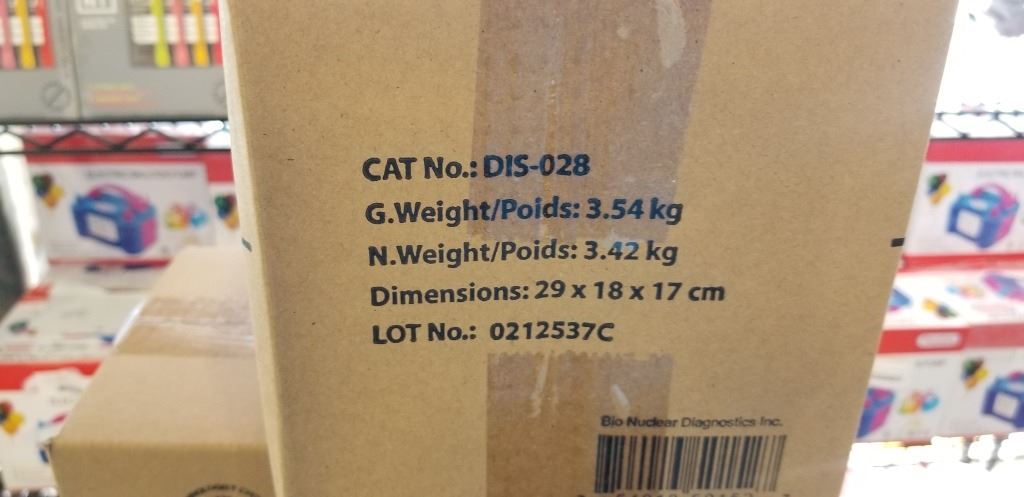 CAT No.: DIS-028
G.Weight/Poids: 3.54 kg
N.Weight/Poids: 3.42 kg
Dimensions: 29 x 18 x 17 cm
LOT No.: 0212537C
Bio Nuclear Diagnostics Inc.